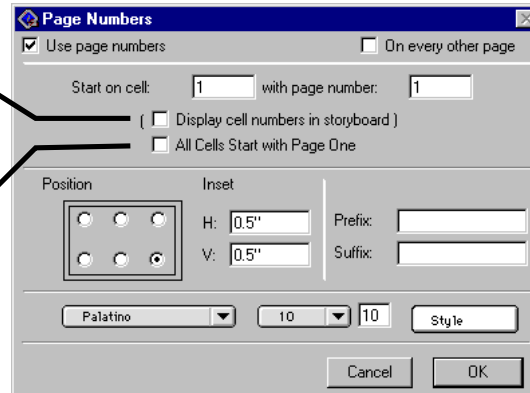 Page Numbers
Use page numbers On every other page
Start on cell: 1 with page number: 1
( Display cell numbers in storyboard )
All Cells Start with Page One
Position Inset
H: 0.5" Prefix:
V: 0.5" Suffix:
Palatino 10 10 Style
Cancel OK